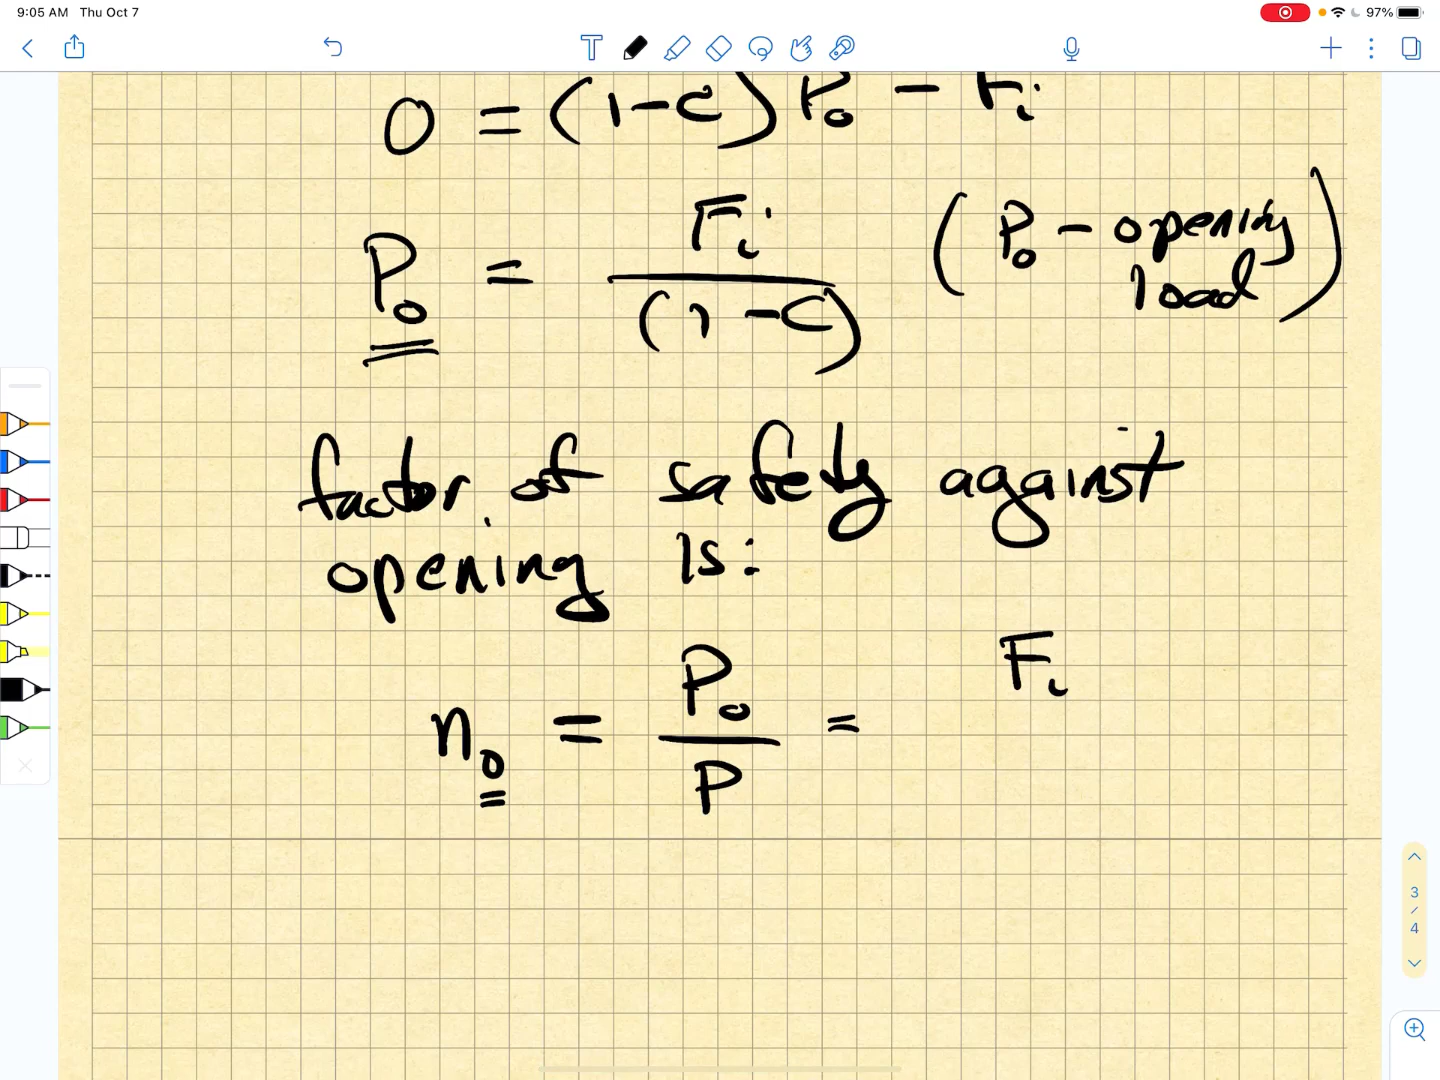 9:05 AM Thu Oct 7
97%
0 = (1-C) P₀ - Fᵢ
P₀ = Fᵢ / (1-C)
(P₀ - opening
load)
factor of safety against
opening is:
n₀ = P₀ / P = Fᵢ
3
/
4